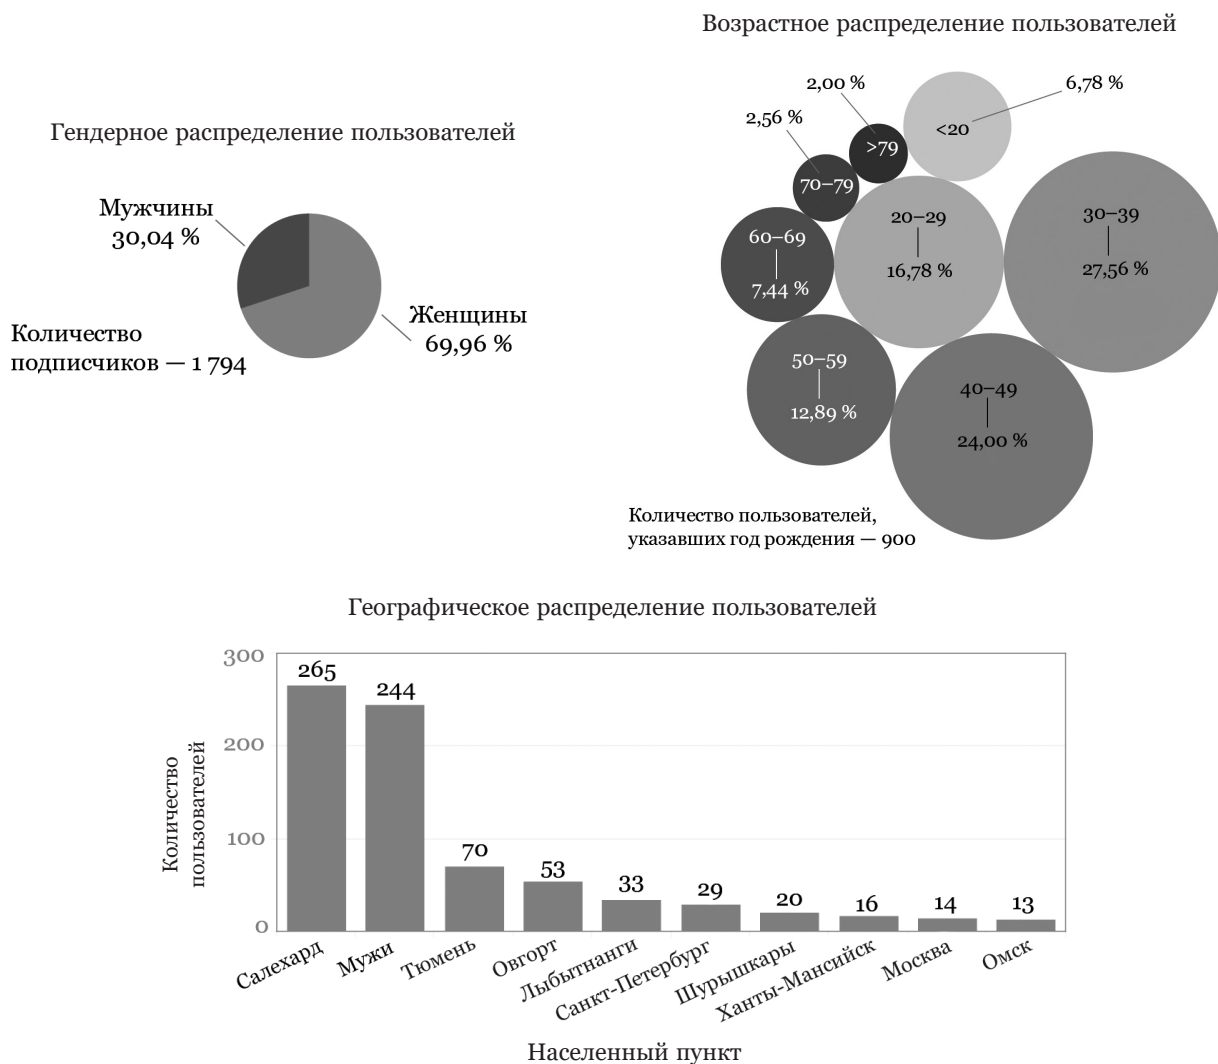 Гендерное распределение пользователей
Мужчины
30,04 %
Женщины
69,96 %
Количество
подписчиков — 1 794
Возрастное распределение пользователей
2,00 %
6,78 %
2,56 %
<20
>79
70–79
20–29
16,78 %
30–39
27,56 %
60–69
7,44 %
50–59
12,89 %
40–49
24,00 %
Количество пользователей,
указавших год рождения — 900
Географическое распределение пользователей
Количество
пользователей
300
200
100
0
265
244
70
53
33
29
20
16
14
13
Салехард
Мужи
Тюмень
Овгорт
Лыбытнанги
Санкт-Петербург
Шурышкары
Ханты-Мансийск
Москва
Омск
Населенный пункт